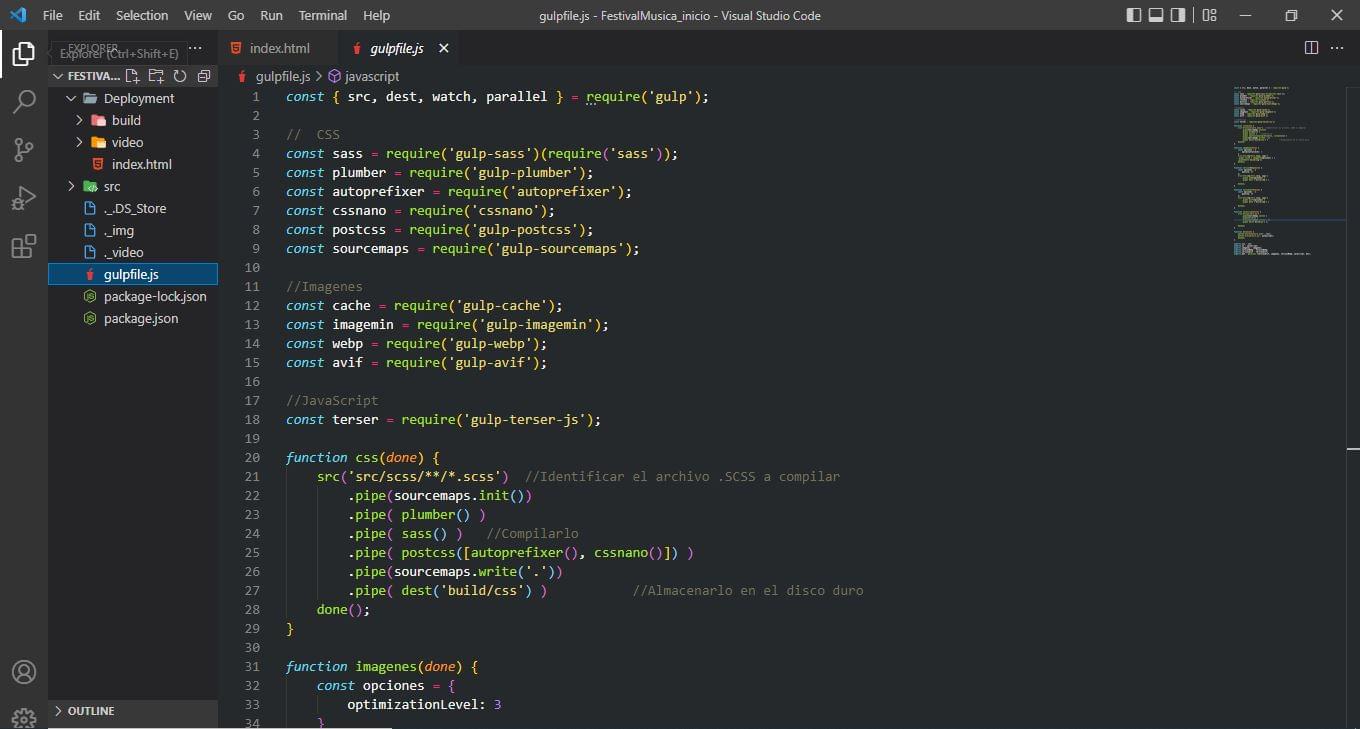 File Edit Selection View Go Run Terminal Help
gulpfile.js - FestivalMusica_inicio - Visual Studio Code
EXPLORER
Explorer (Ctrl+Shift+E)
FESTIVA...
Deployment
build
video
index.html
src
._.DS_Store
._img
._video
gulpfile.js
package-lock.json
package.json
OUTLINE
index.html
gulpfile.js
gulpfile.js > javascript
1 const { src, dest, watch, parallel } = require('gulp');
2
3 //  CSS
4 const sass = require('gulp-sass')(require('sass'));
5 const plumber = require('gulp-plumber');
6 const autoprefixer = require('autoprefixer');
7 const cssnano = require('cssnano');
8 const postcss = require('gulp-postcss');
9 const sourcemaps = require('gulp-sourcemaps');
10
11 //Imagenes
12 const cache = require('gulp-cache');
13 const imagemin = require('gulp-imagemin');
14 const webp = require('gulp-webp');
15 const avif = require('gulp-avif');
16
17 //JavaScript
18 const terser = require('gulp-terser-js');
19
20 function css(done) {
21     src('src/scss/**/*.scss')  //Identificar el archivo .SCSS a compilar
22         .pipe(sourcemaps.init())
23         .pipe( plumber() )
24         .pipe( sass() )   //Compilarlo
25         .pipe( postcss([autoprefixer(), cssnano()]) )
26         .pipe(sourcemaps.write('.'))
27         .pipe( dest('build/css') )           //Almacenarlo en el disco duro
28     done();
29 }
30
31 function imagenes(done) {
32     const opciones = {
33         optimizationLevel: 3
34     }